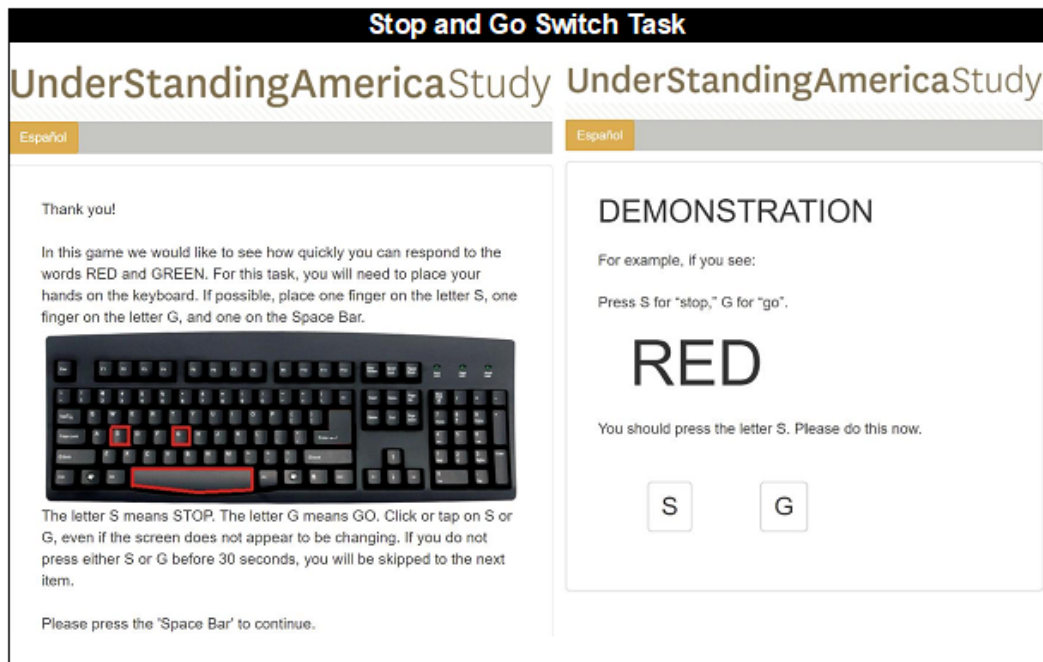 Stop and Go Switch Task
UnderStandingAmericaStudy
Español
Thank you!
In this game we would like to see how quickly you can respond to the
words RED and GREEN. For this task, you will need to place your
hands on the keyboard. If possible, place one finger on the letter S, one
finger on the letter G, and one on the Space Bar.
The letter S means STOP. The letter G means GO. Click or tap on S or
G, even if the screen does not appear to be changing. If you do not
press either S or G before 30 seconds, you will be skipped to the next
item.
Please press the 'Space Bar' to continue.
UnderStandingAmericaStudy
Español
DEMONSTRATION
For example, if you see:
Press S for “stop,” G for “go”.
RED
You should press the letter S. Please do this now.
S G